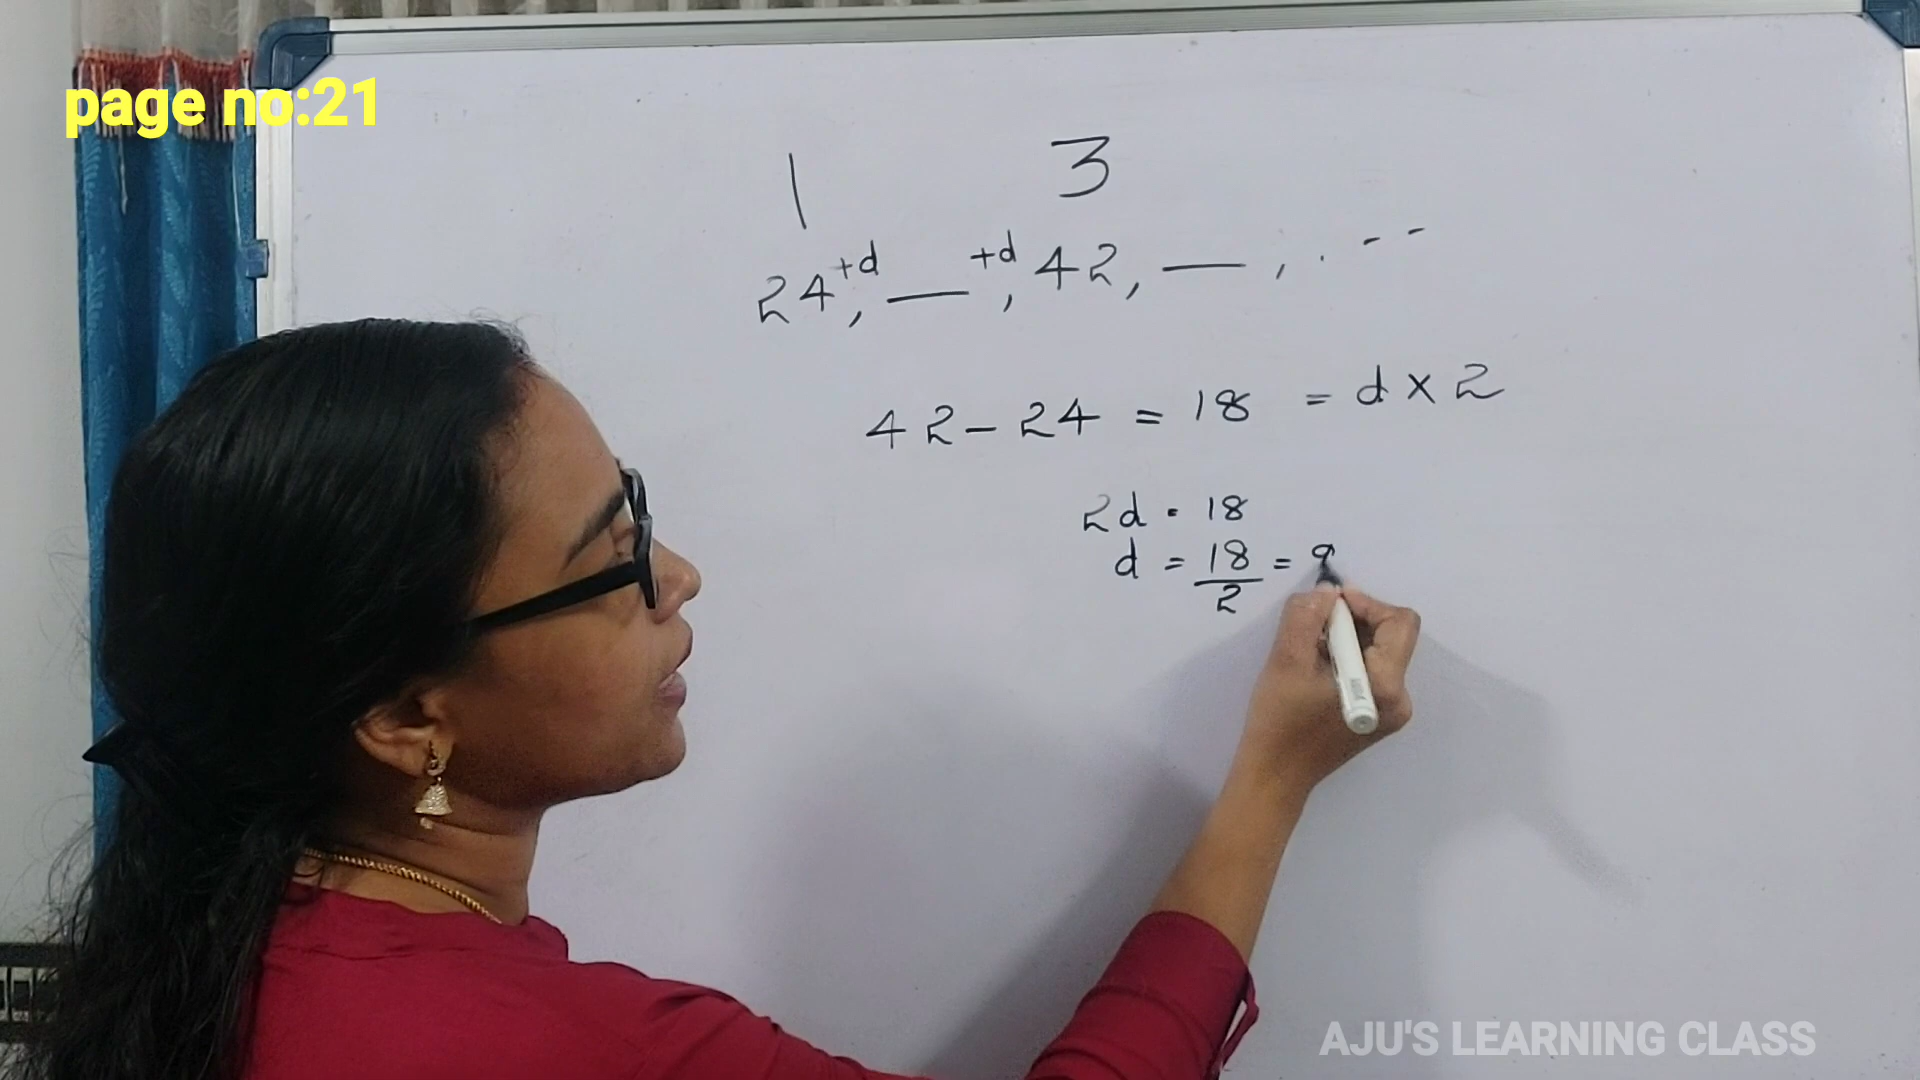 page no:21
1 3
24 +d, __ +d, 42, __, . - -
42 - 24 = 18 = d × 2
2d = 18
d = 18/2 = 9
AJU'S LEARNING CLASS